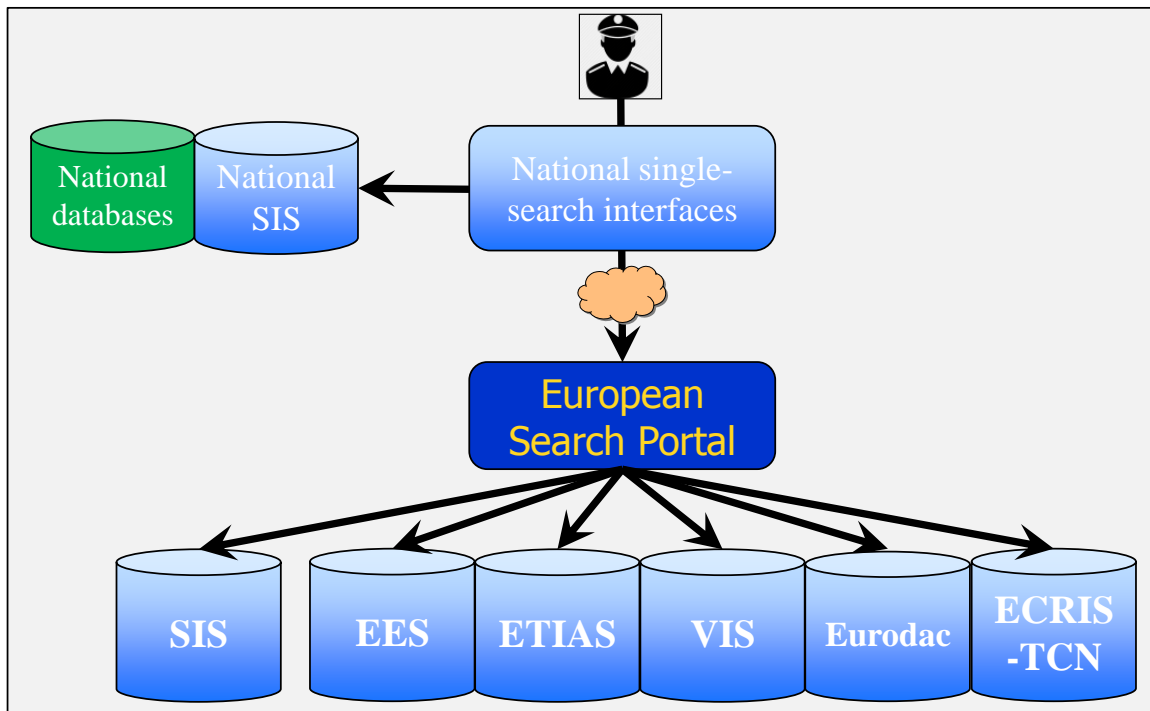 National single-
search interfaces
National
databases
National
SIS
European
Search Portal
SIS
EES
ETIAS
VIS
Eurodac
ECRIS
-TCN